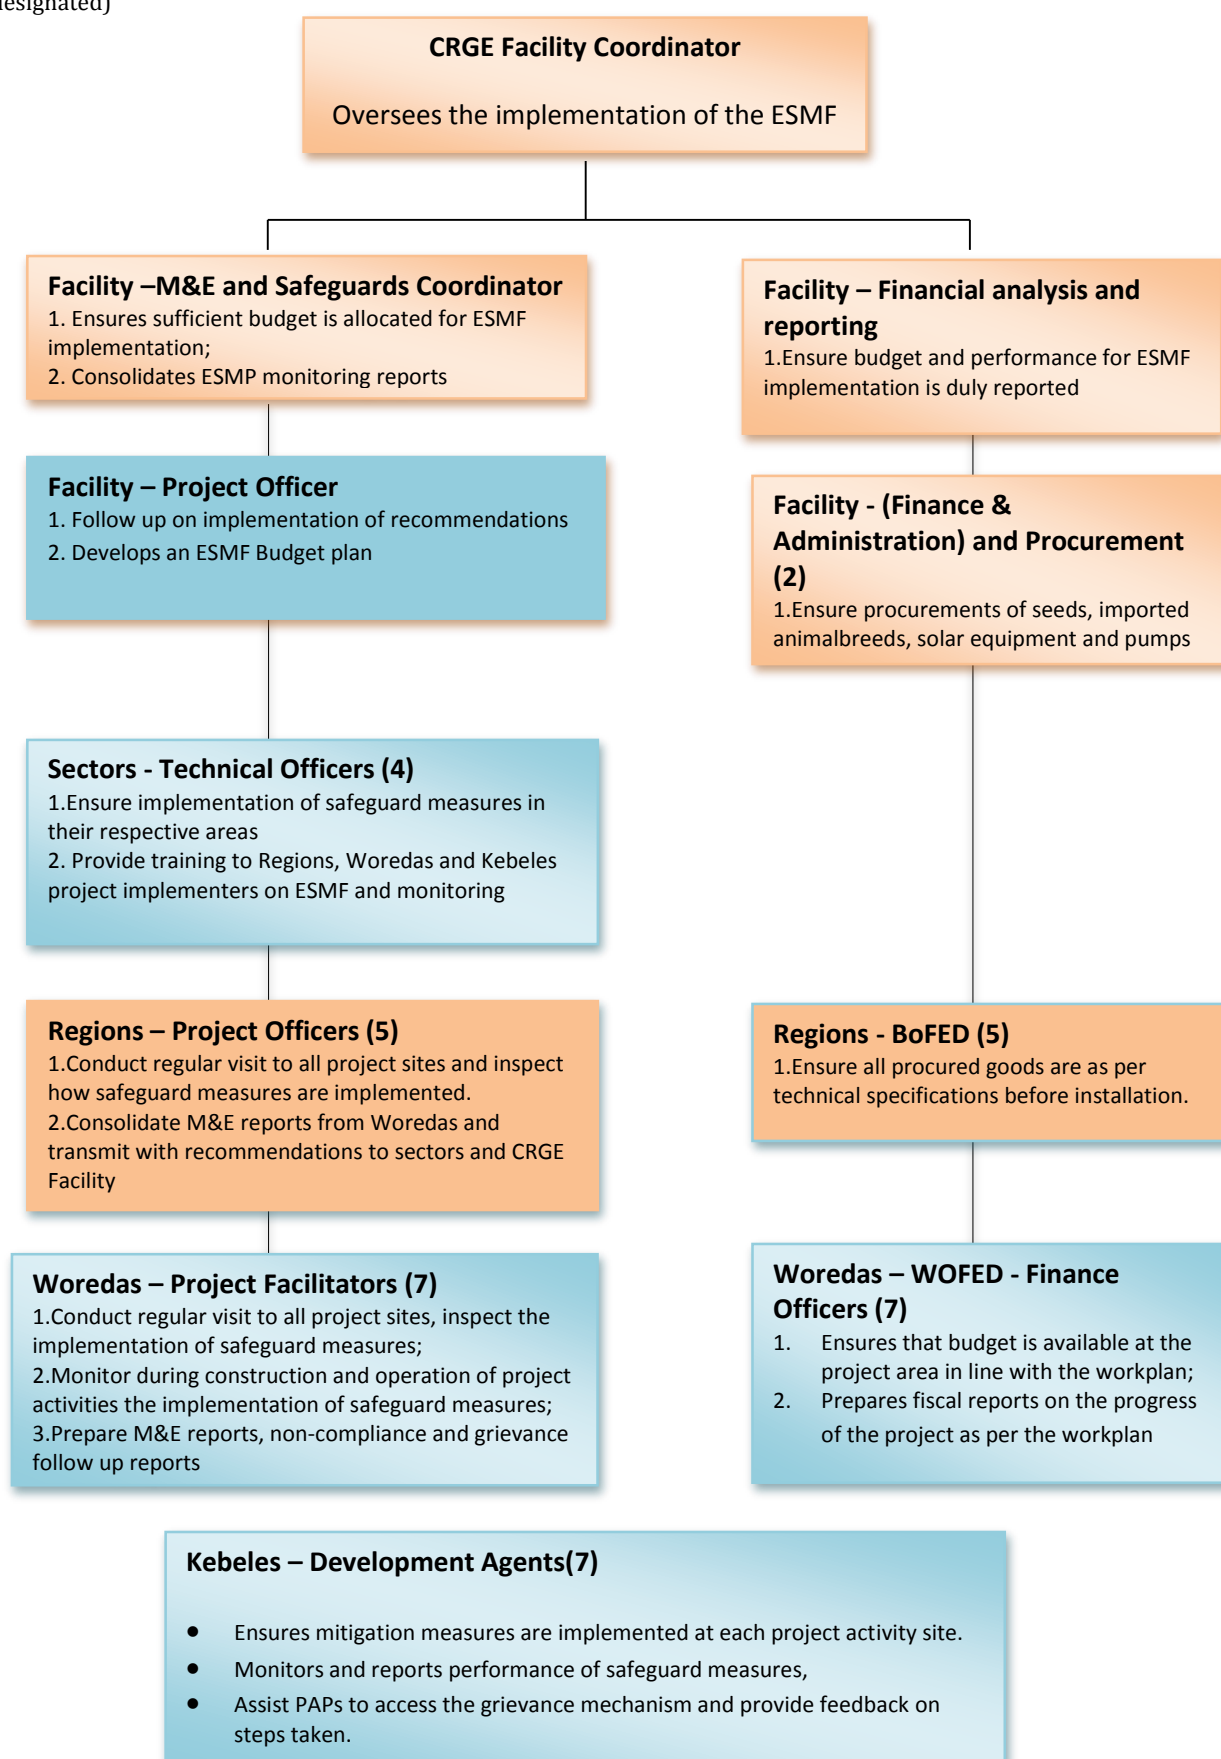 designated)
CRGE Facility Coordinator
Oversees the implementation of the ESMF
Facility –M&E and Safeguards Coordinator
1. Ensures sufficient budget is allocated for ESMF
implementation;
2. Consolidates ESMP monitoring reports
Facility – Financial analysis and
reporting
1.Ensure budget and performance for ESMF
implementation is duly reported
Facility – Project Officer
1. Follow up on implementation of recommendations
2. Develops an ESMF Budget plan
Facility - (Finance &
Administration) and Procurement
(2)
1.Ensure procurements of seeds, imported
animalbreeds, solar equipment and pumps
Sectors - Technical Officers (4)
1.Ensure implementation of safeguard measures in
their respective areas
2. Provide training to Regions, Woredas and Kebeles
project implementers on ESMF and monitoring
Regions – Project Officers (5)
1.Conduct regular visit to all project sites and inspect
how safeguard measures are implemented.
2.Consolidate M&E reports from Woredas and
transmit with recommendations to sectors and CRGE
Facility
Regions - BoFED (5)
1.Ensure all procured goods are as per
technical specifications before installation.
Woredas – Project Facilitators (7)
1.Conduct regular visit to all project sites, inspect the
implementation of safeguard measures;
2.Monitor during construction and operation of project
activities the implementation of safeguard measures;
3.Prepare M&E reports, non-compliance and grievance
follow up reports
Woredas – WOFED - Finance
Officers (7)
1. Ensures that budget is available at the
project area in line with the workplan;
2. Prepares fiscal reports on the progress
of the project as per the workplan
Kebeles – Development Agents(7)
● Ensures mitigation measures are implemented at each project activity site.
● Monitors and reports performance of safeguard measures,
● Assist PAPs to access the grievance mechanism and provide feedback on
steps taken.